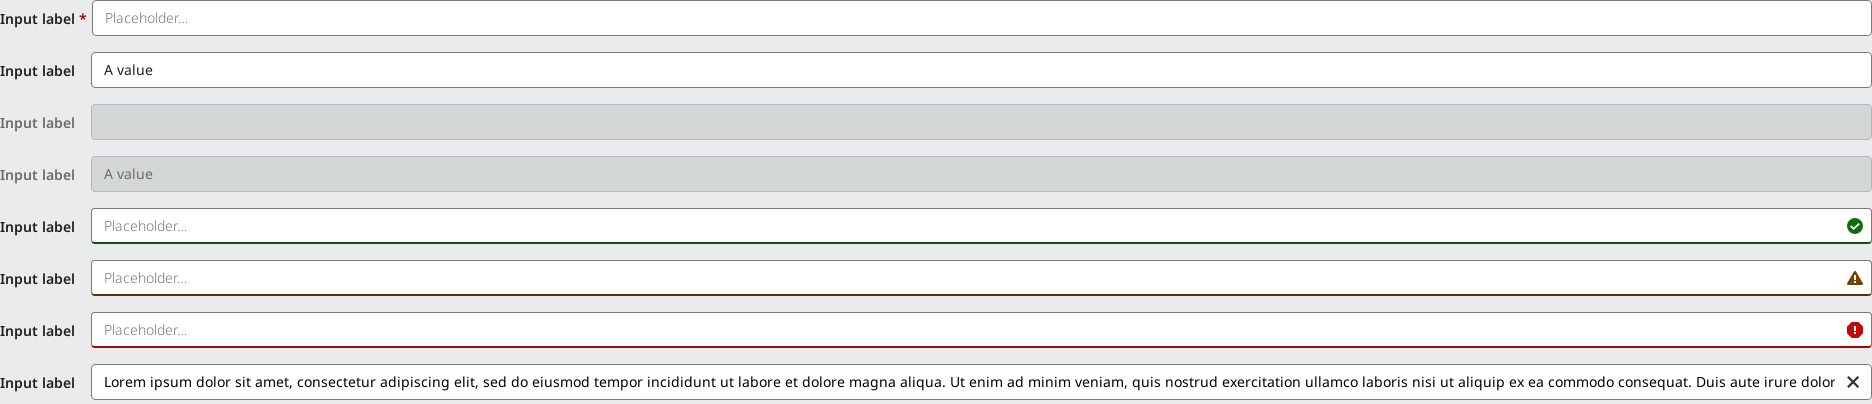 Input label * Placeholder...
Input label A value
Input label
Input label A value
Input label Placeholder...
Input label Placeholder...
Input label Placeholder...
Input label Lorem ipsum dolor sit amet, consectetur adipiscing elit, sed do eiusmod tempor incididunt ut labore et dolore magna aliqua. Ut enim ad minim veniam, quis nostrud exercitation ullamco laboris nisi ut aliquip ex ea commodo consequat. Duis aute irure dolor